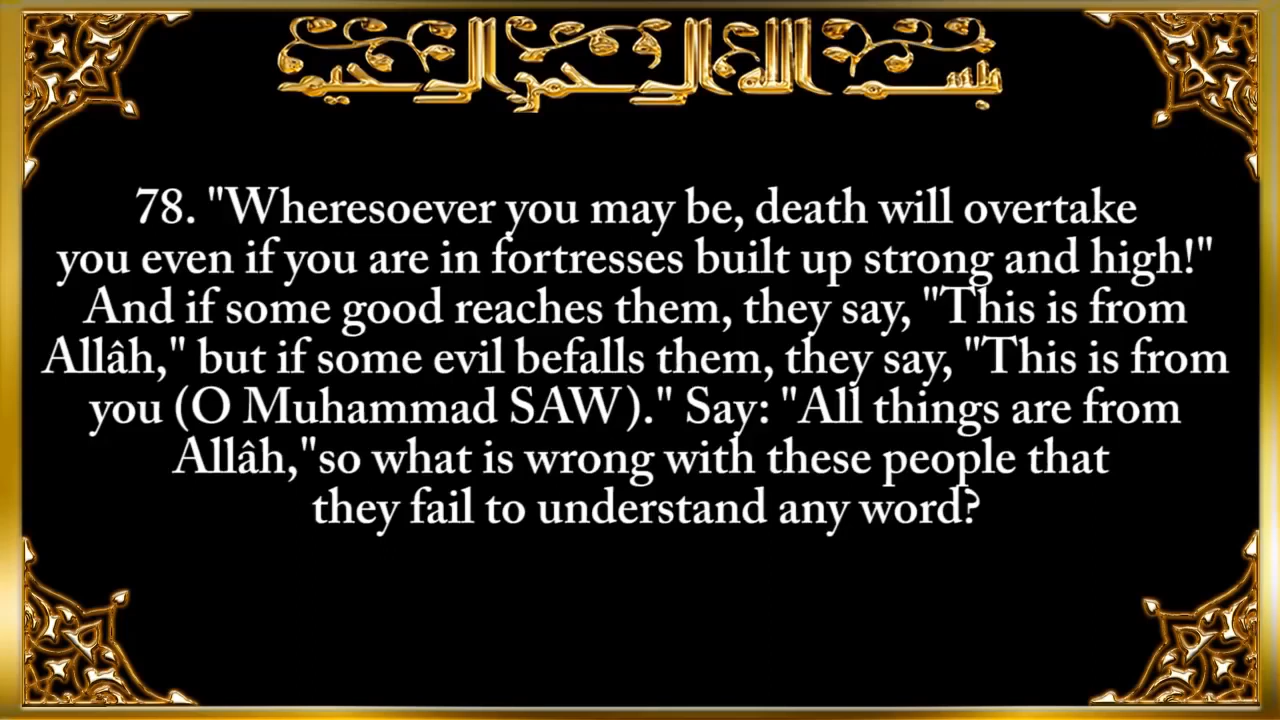 بسم الله الرحمن الرحيم
78. "Wheresoever you may be, death will overtake
you even if you are in fortresses built up strong and high!"
And if some good reaches them, they say, "This is from
Allâh," but if some evil befalls them, they say, "This is from
you (O Muhammad SAW)." Say: "All things are from
Allâh,"so what is wrong with these people that
they fail to understand any word?